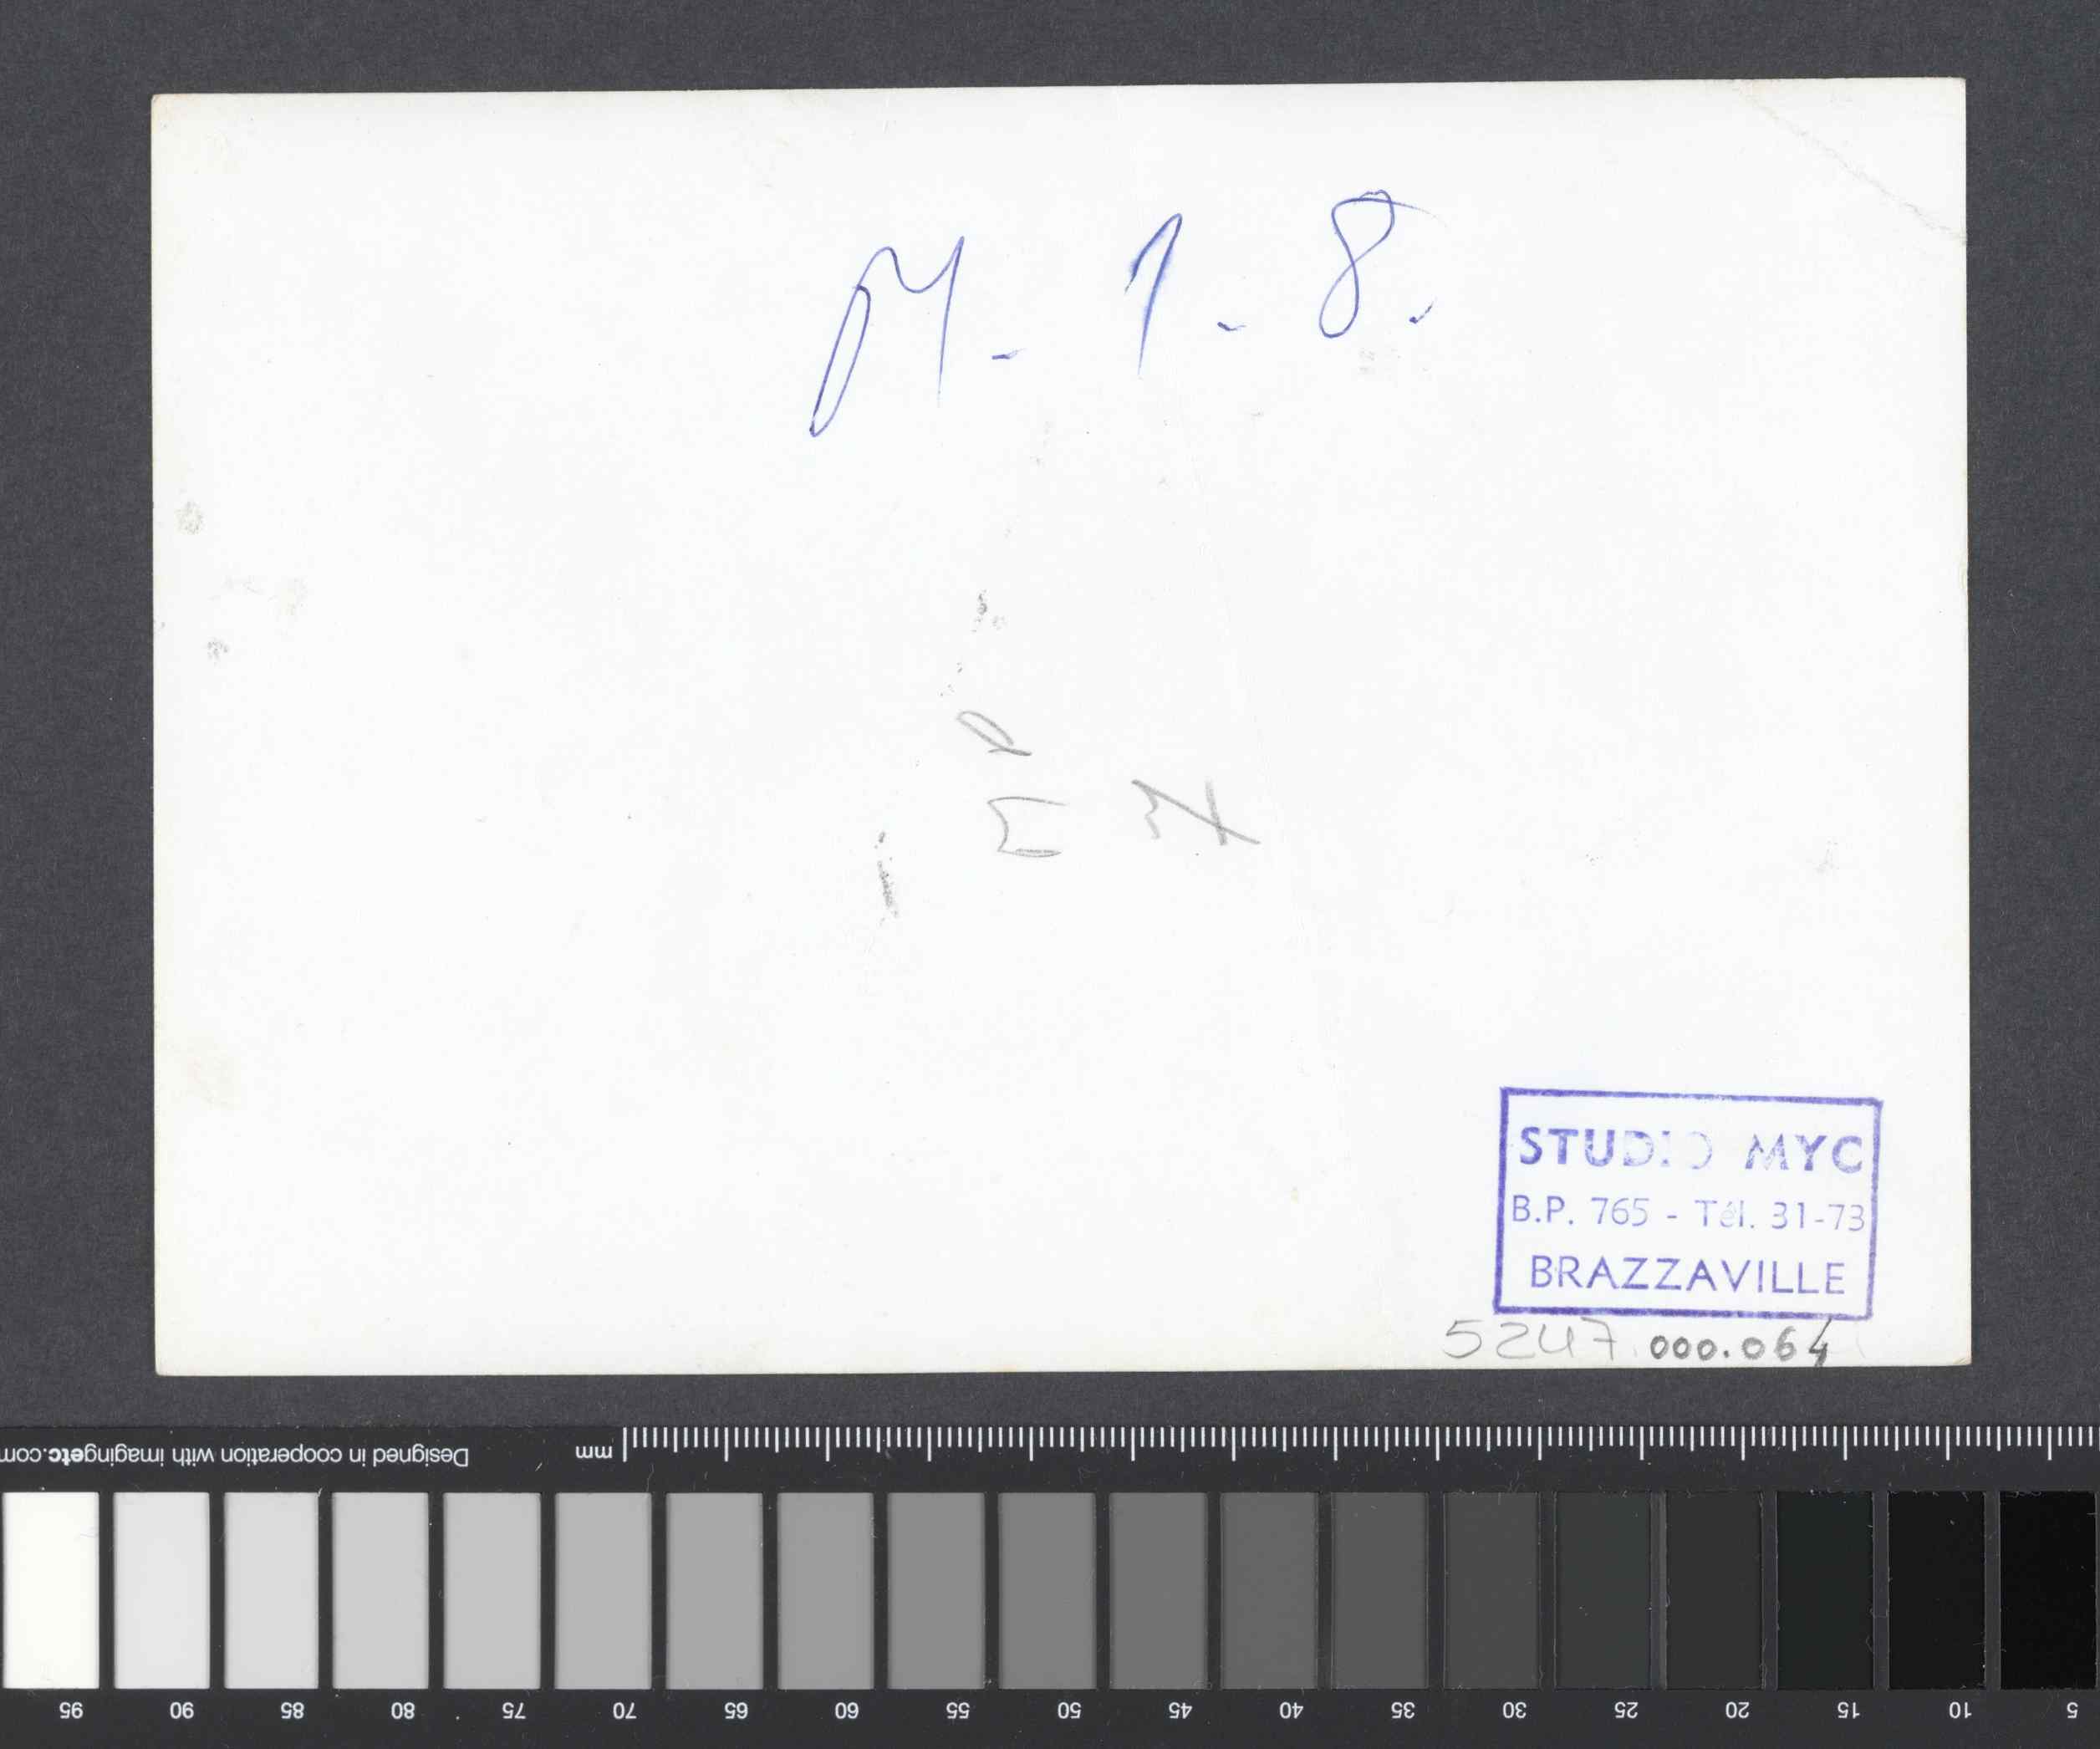 M. 1. 8.
STUDIO MYC
B.P. 765 - Tél. 31-73
BRAZZAVILLE
5247.000.064
mm
Designed in cooperation with imagingetc.com
95 90 85 80 75 70 65 60 55 50 45 40 35 30 25 20 15 10 5